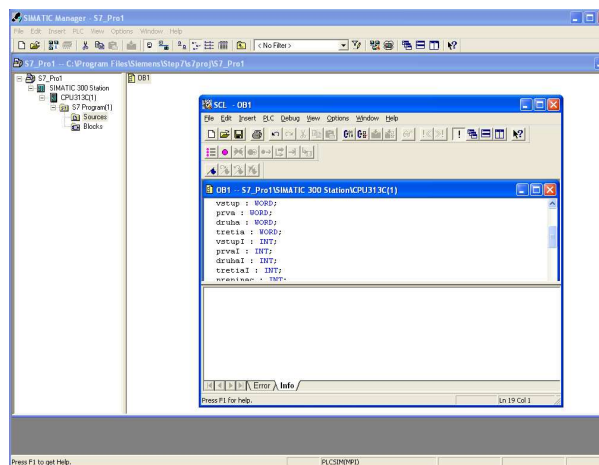 SIMATIC Manager - S7_Pro1
File Edit Insert PLC View Options Window Help
< No Filter >
S7_Pro1 -- C:\Program Files\Siemens\Step7\s7proj\S7_Pro1
S7_Pro1
SIMATIC 300 Station
CPU313C(1)
S7 Program(1)
Sources
Blocks
OB1
SCL - OB1
File Edit Insert PLC Debug View Options Window Help
OB1 -- S7_Pro1\SIMATIC 300 Station\CPU313C(1)
vstup : WORD;
prva : WORD;
druha : WORD;
tretia : WORD;
vstupI : INT;
prvaI : INT;
druhaI : INT;
tretiaI : INT;
prepinac : INT;
Error Info
Press F1 for help.
Ln 19 Col 1
Press F1 to get Help.
PLCSIM(MPI)